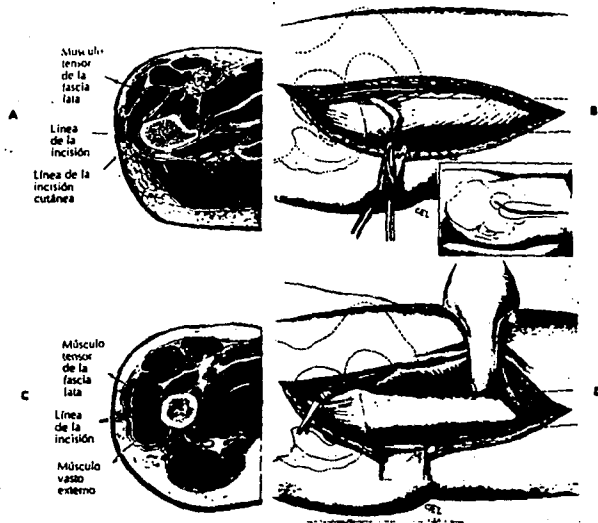 Músculo
tensor
de la
fascia
lata
A
Línea
de la
incisión
Línea de la
incisión
cutánea
B
Músculo
tensor
de la
fascia
lata
C
Línea
de la
incisión
Músculo
vasto
externo